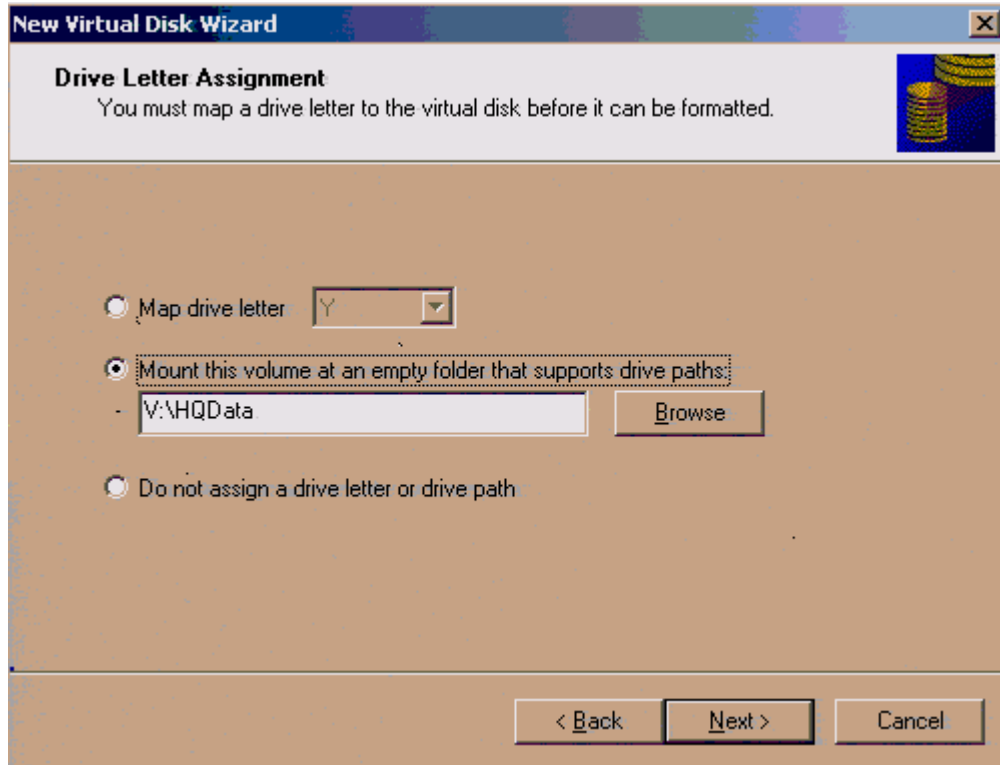 New Virtual Disk Wizard
Drive Letter Assignment
You must map a drive letter to the virtual disk before it can be formatted.
Map drive letter Y
Mount this volume at an empty folder that supports drive paths:
V:\HQData
Browse
Do not assign a drive letter or drive path
< Back Next > Cancel